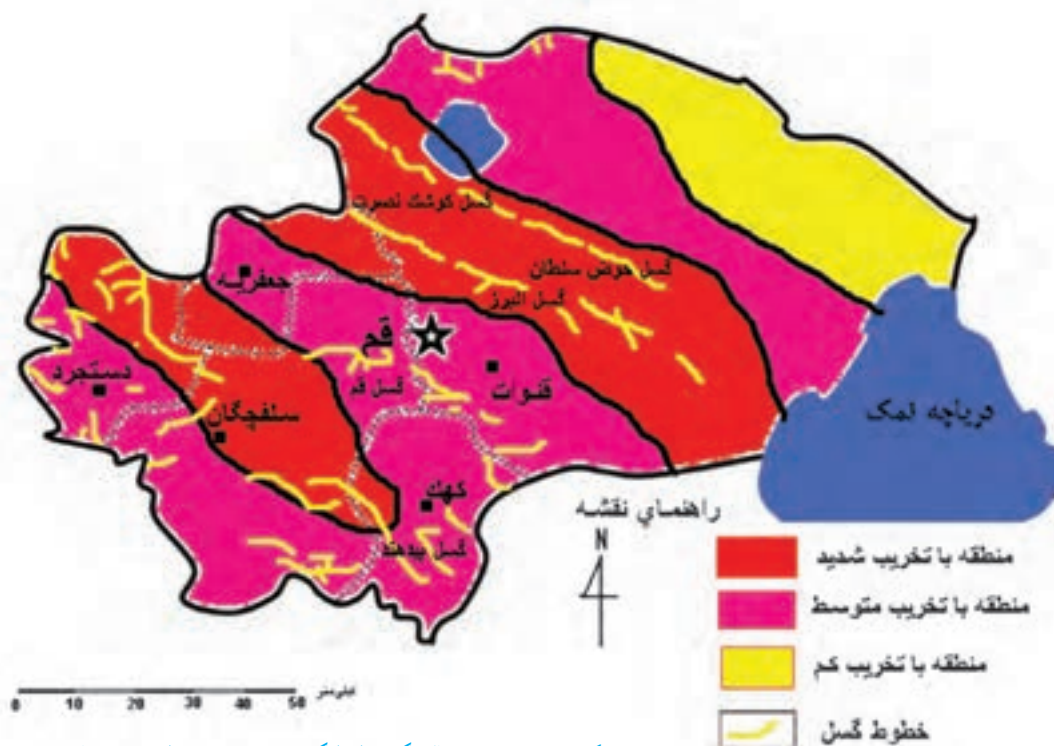 گسل کوشک نصرت
گسل حوض سلطان
گسل البرز
جعفریه
قم
گسل قم
قنوات
دستجرد
سلفچگان
کهک
گسل بیدهند
دریاچه نمک
راهنمای نقشه
N
منطقه با تخریب شدید
منطقه با تخریب متوسط
منطقه با تخریب کم
خطوط گسل
0 10 20 30 40 50 کیلومتر